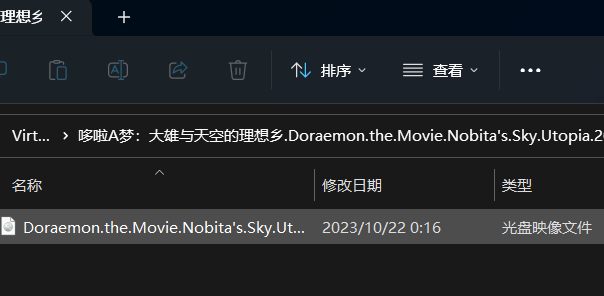 理想乡
排序
查看
Virt... 哆啦A梦：大雄与天空的理想乡.Doraemon.the.Movie.Nobita's.Sky.Utopia.2
名称 修改日期 类型
Doraemon.the.Movie.Nobita's.Sky.Ut... 2023/10/22 0:16 光盘映像文件